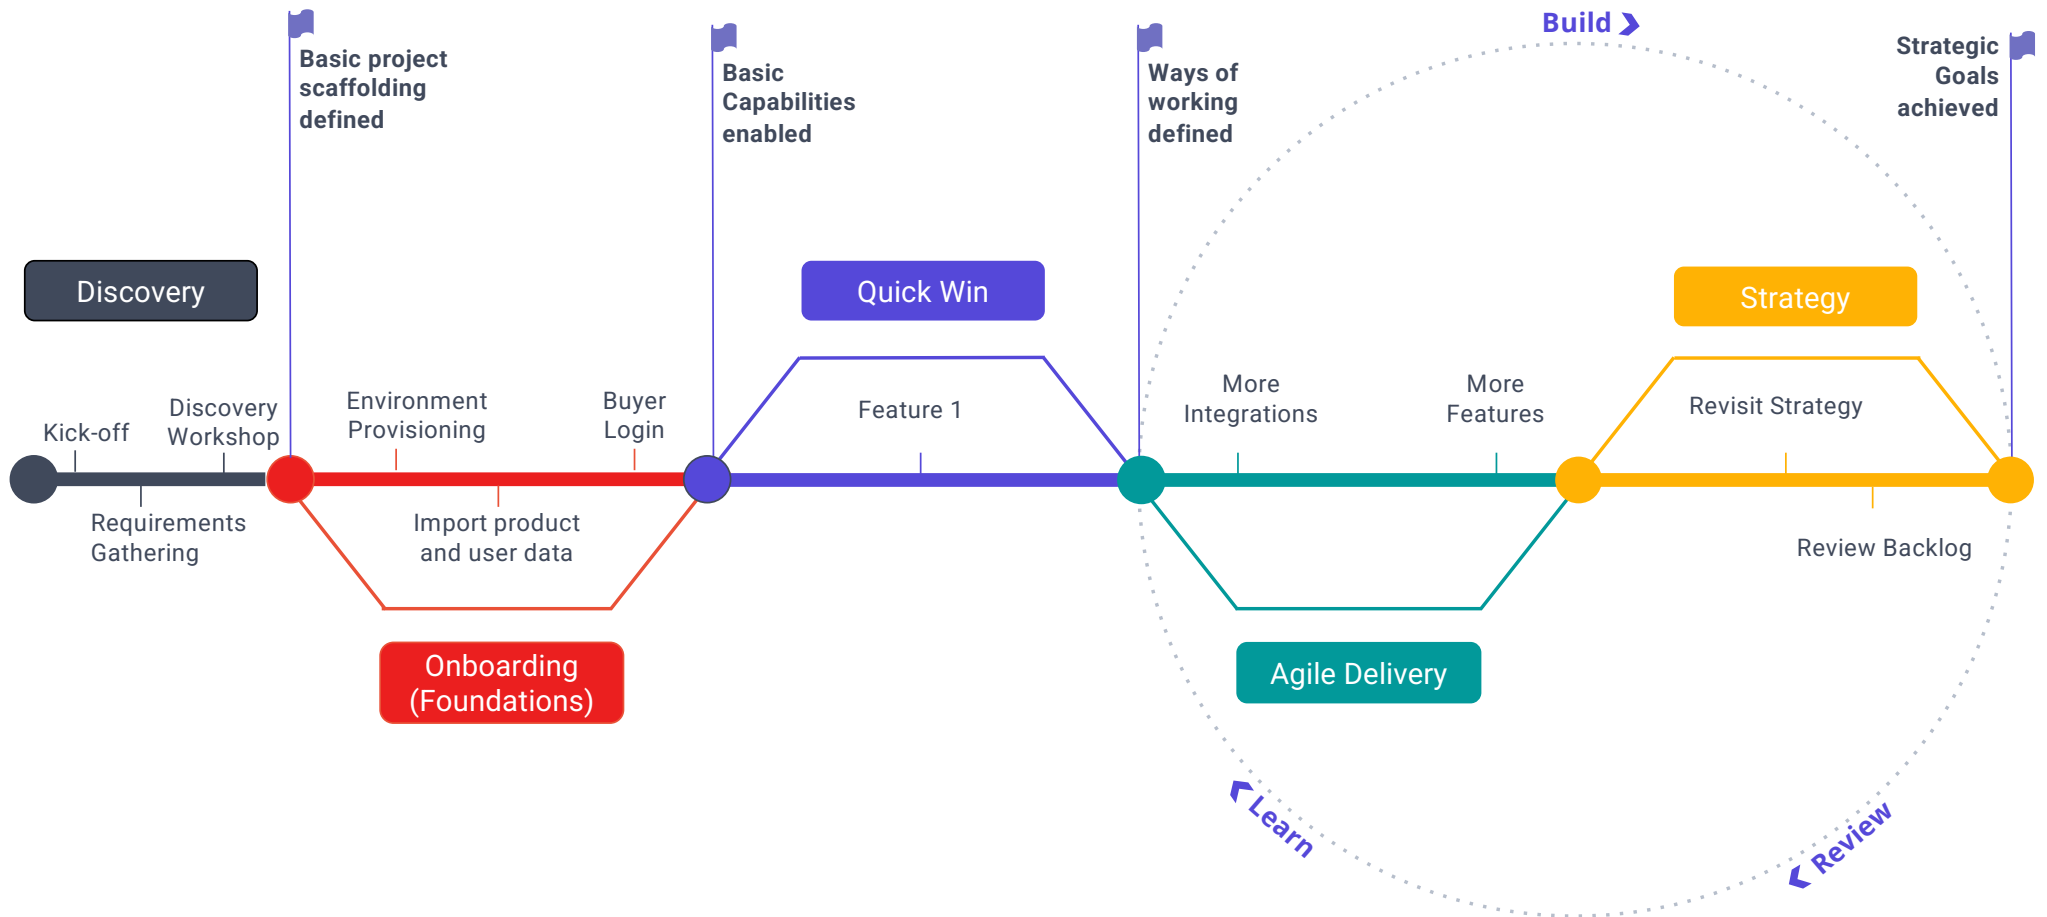 Build
Basic project
scaffolding
defined
Basic
Capabilities
enabled
Ways of
working
defined
Strategic
Goals
achieved
Discovery
Quick Win
Strategy
Kick-off
Discovery
Workshop
Environment
Provisioning
Buyer
Login
Feature 1
More
Integrations
More
Features
Revisit Strategy
Requirements
Gathering
Import product
and user data
Review Backlog
Onboarding
(Foundations)
Agile Delivery
Learn
Review